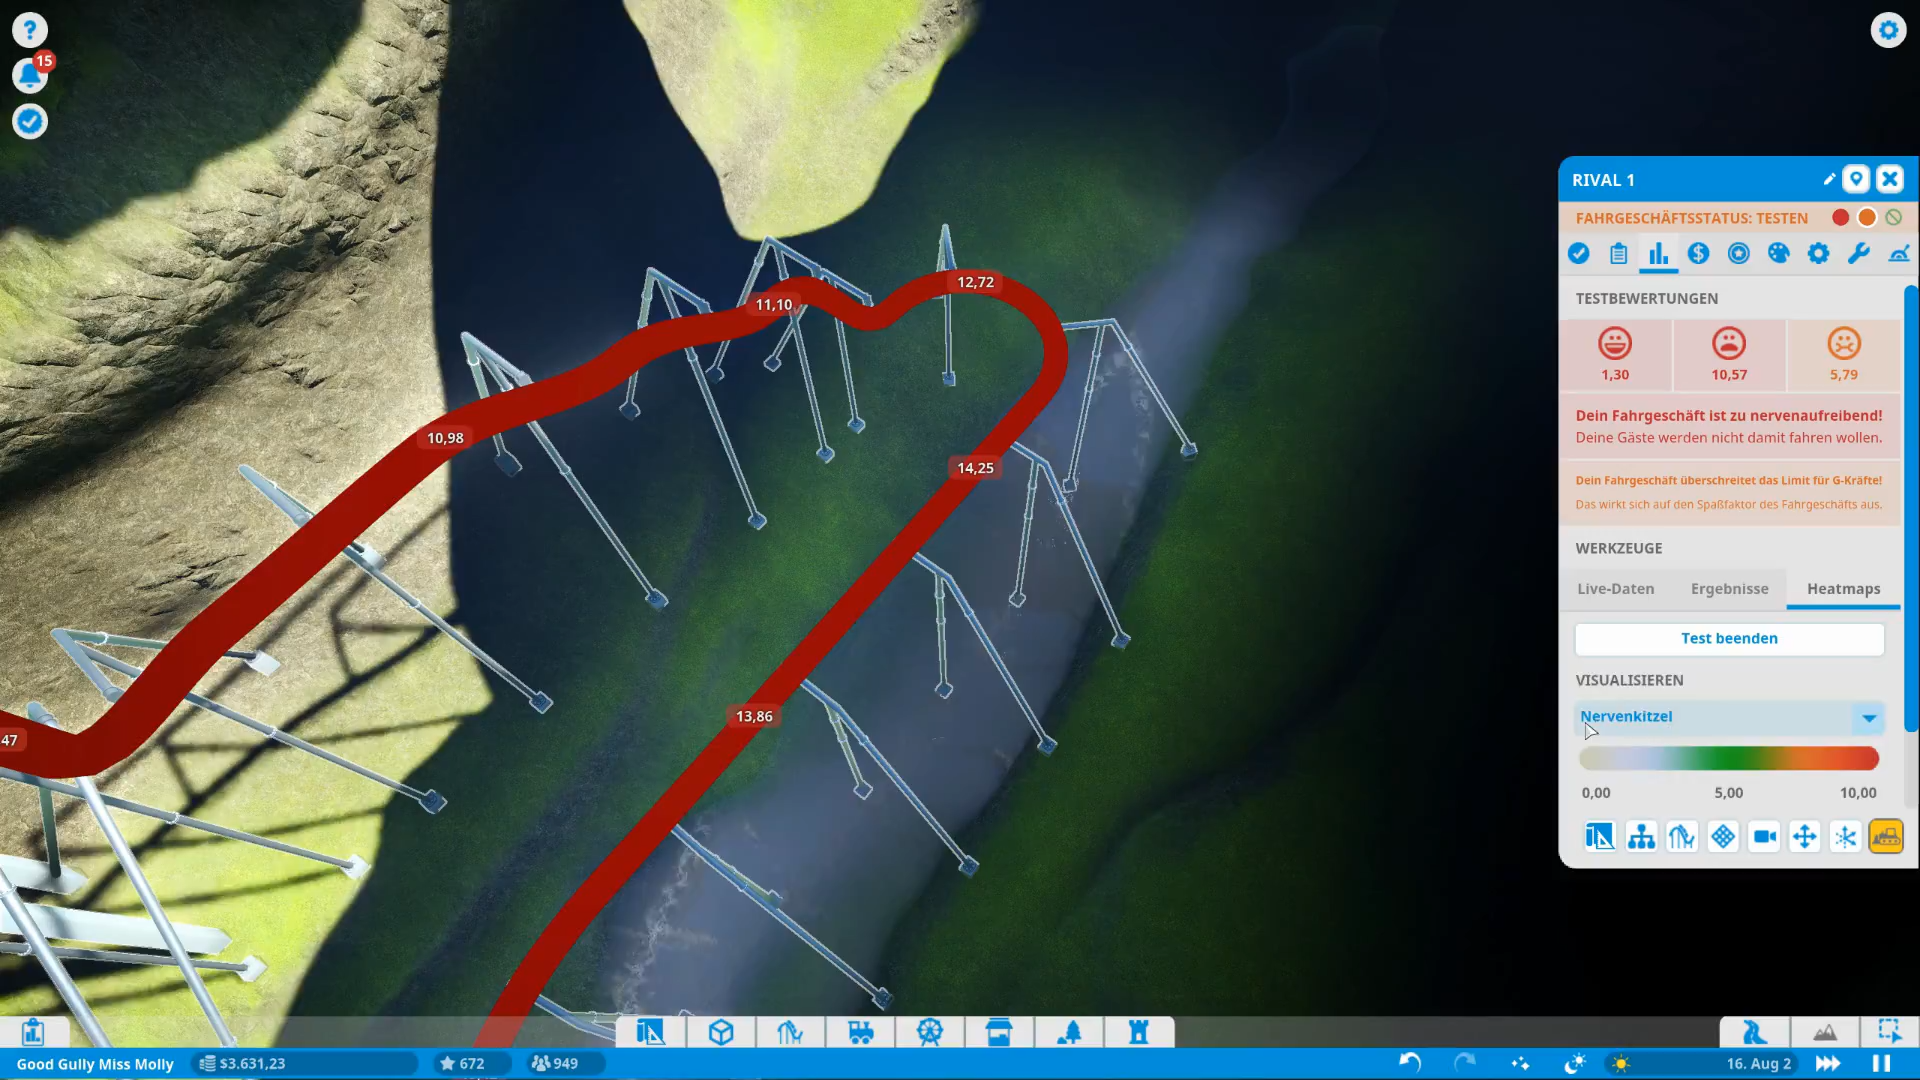 ?
15
12,72
11,10
10,98
14,25
13,86
47
RIVAL 1
FAHRGESCHÄFTSSTATUS: TESTEN
TESTBEWERTUNGEN
1,30 10,57 5,79
Dein Fahrgeschäft ist zu nervenaufreibend!
Deine Gäste werden nicht damit fahren wollen.
Dein Fahrgeschäft überschreitet das Limit für G-Kräfte!
Das wirkt sich auf den Spaßfaktor des Fahrgeschäfts aus.
WERKZEUGE
Live-Daten Ergebnisse Heatmaps
Test beenden
VISUALISIEREN
Nervenkitzel
0,00 5,00 10,00
Good Gully Miss Molly $3.631,23 672 949 16. Aug 2